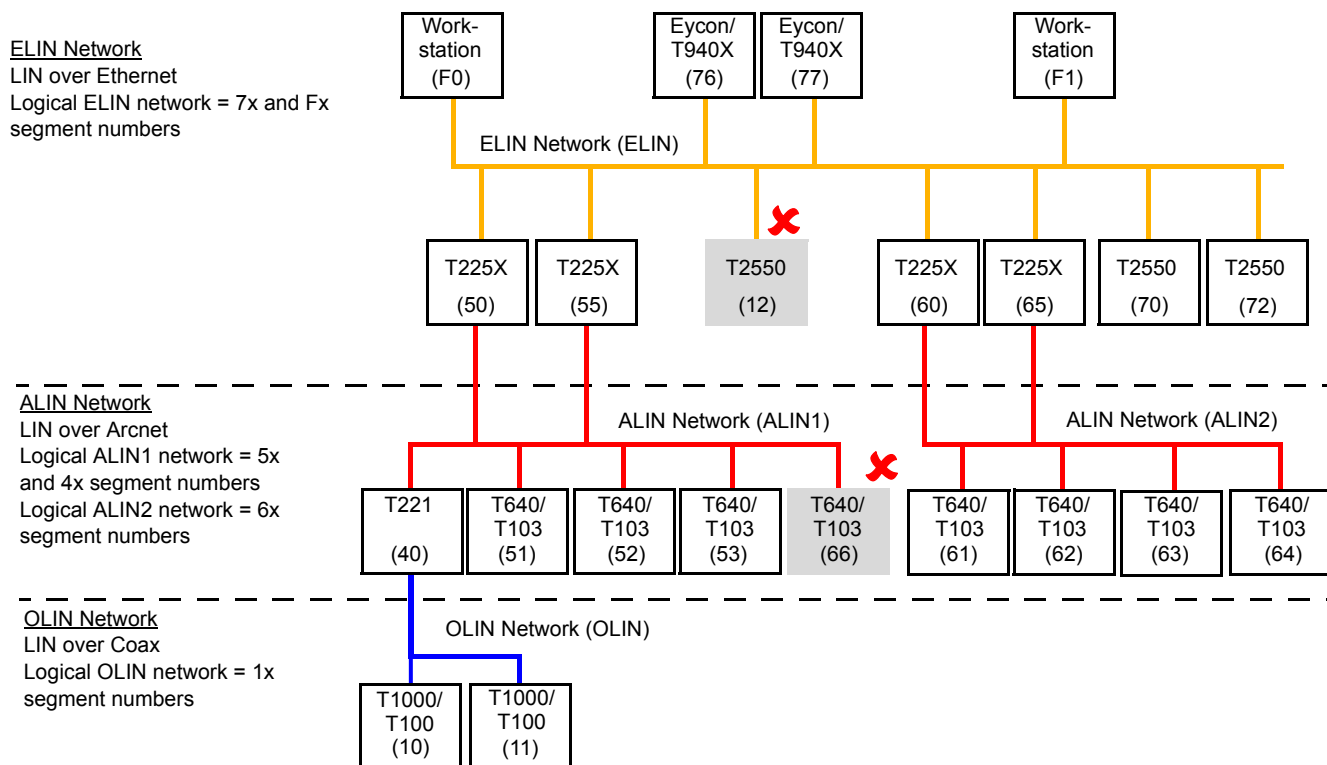 ELIN Network
LIN over Ethernet
Logical ELIN network = 7x and Fx
segment numbers
Work-
station
(F0)
Eycon/
T940X
(76)
Eycon/
T940X
(77)
Work-
station
(F1)
ELIN Network (ELIN)
T225X
(50)
T225X
(55)
T2550
(12)
T225X
(60)
T225X
(65)
T2550
(70)
T2550
(72)
ALIN Network
LIN over Arcnet
Logical ALIN1 network = 5x
and 4x segment numbers
Logical ALIN2 network = 6x
segment numbers
ALIN Network (ALIN1)
ALIN Network (ALIN2)
T221
(40)
T640/
T103
(51)
T640/
T103
(52)
T640/
T103
(53)
T640/
T103
(66)
T640/
T103
(61)
T640/
T103
(62)
T640/
T103
(63)
T640/
T103
(64)
OLIN Network
LIN over Coax
Logical OLIN network = 1x
segment numbers
OLIN Network (OLIN)
T1000/
T100
(10)
T1000/
T100
(11)